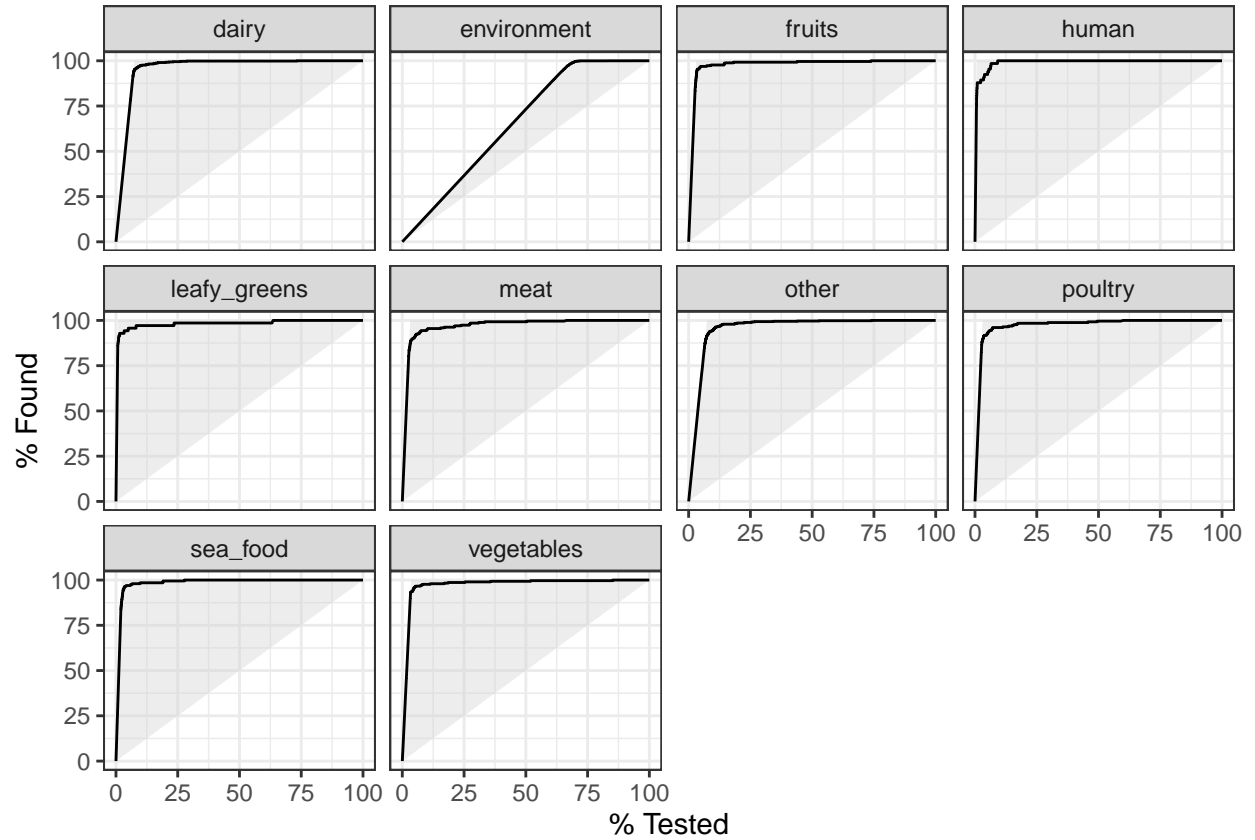 dairy environment fruits human
100
75
50
25
0
leafy_greens meat other poultry
100
75
50
25
0
0 25 50 75 100 0 25 50 75 100
sea_food vegetables
100
75
50
25
0
0 25 50 75 100 0 25 50 75 100
% Tested
% Found